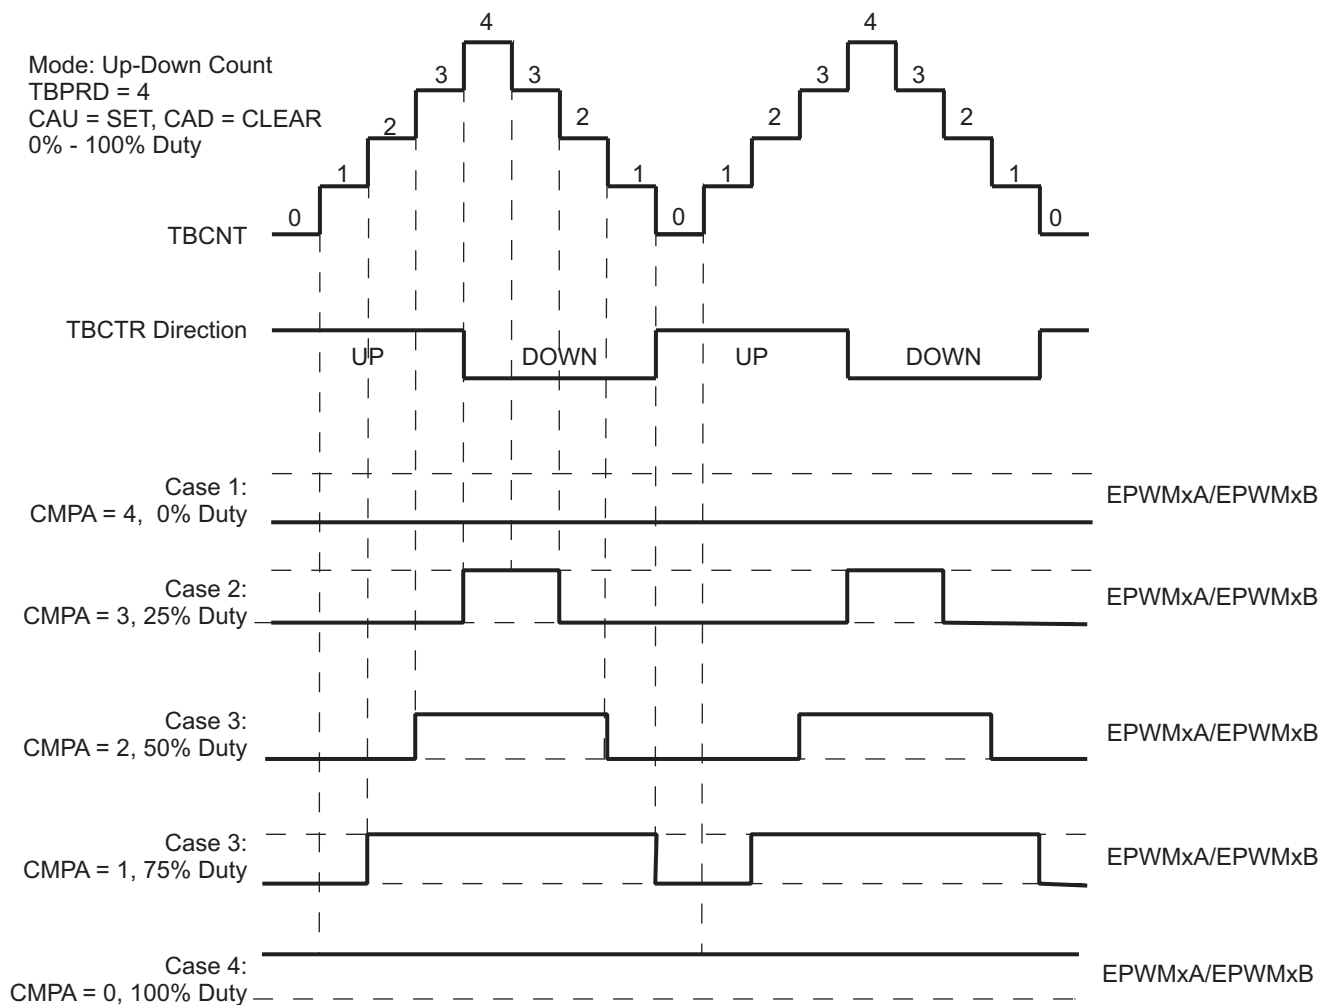 4
4
Mode: Up-Down Count
TBPRD = 4
CAU = SET, CAD = CLEAR
0% - 100% Duty
3
3
3
3
2
2
2
2
1
1
1
1
0
0
0
TBCNT
TBCTR Direction
UP
DOWN
UP
DOWN
Case 1:
CMPA = 4, 0% Duty
EPWMxA/EPWMxB
Case 2:
CMPA = 3, 25% Duty
EPWMxA/EPWMxB
Case 3:
CMPA = 2, 50% Duty
EPWMxA/EPWMxB
Case 3:
CMPA = 1, 75% Duty
EPWMxA/EPWMxB
Case 4:
CMPA = 0, 100% Duty
EPWMxA/EPWMxB